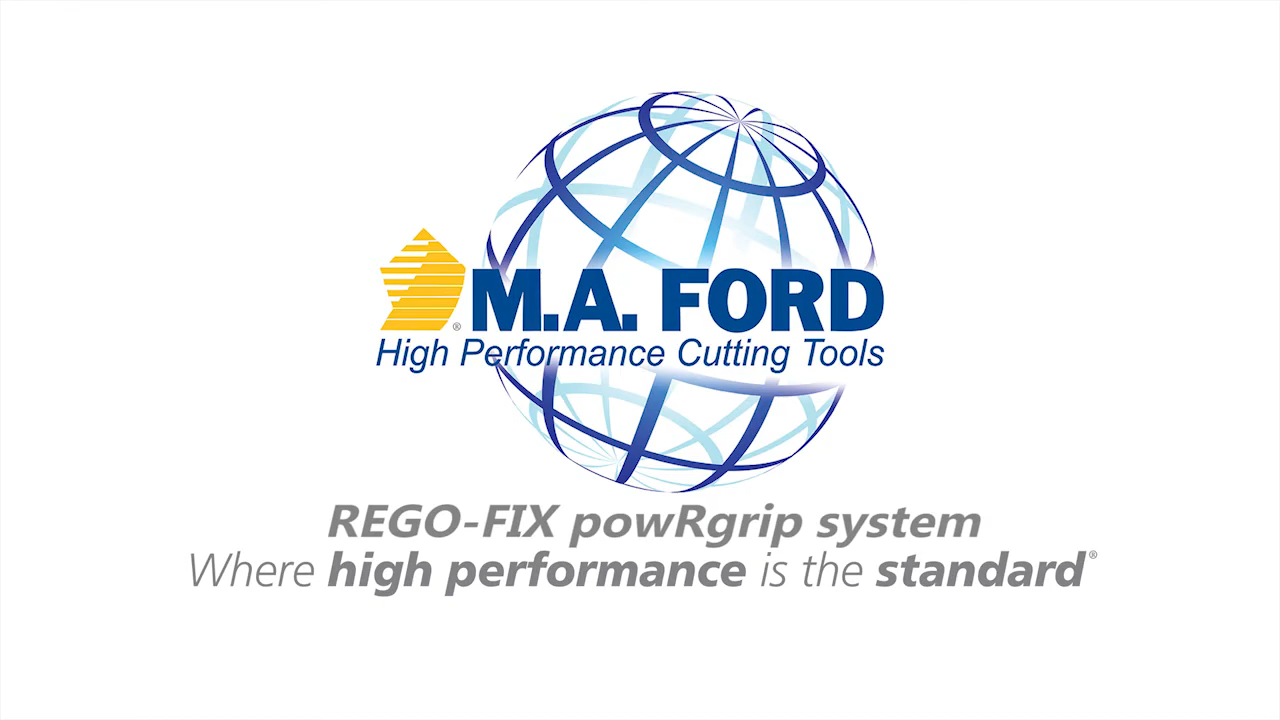 ® M.A. FORD
High Performance Cutting Tools
REGO-FIX powRgrip system
Where high performance is the standard®